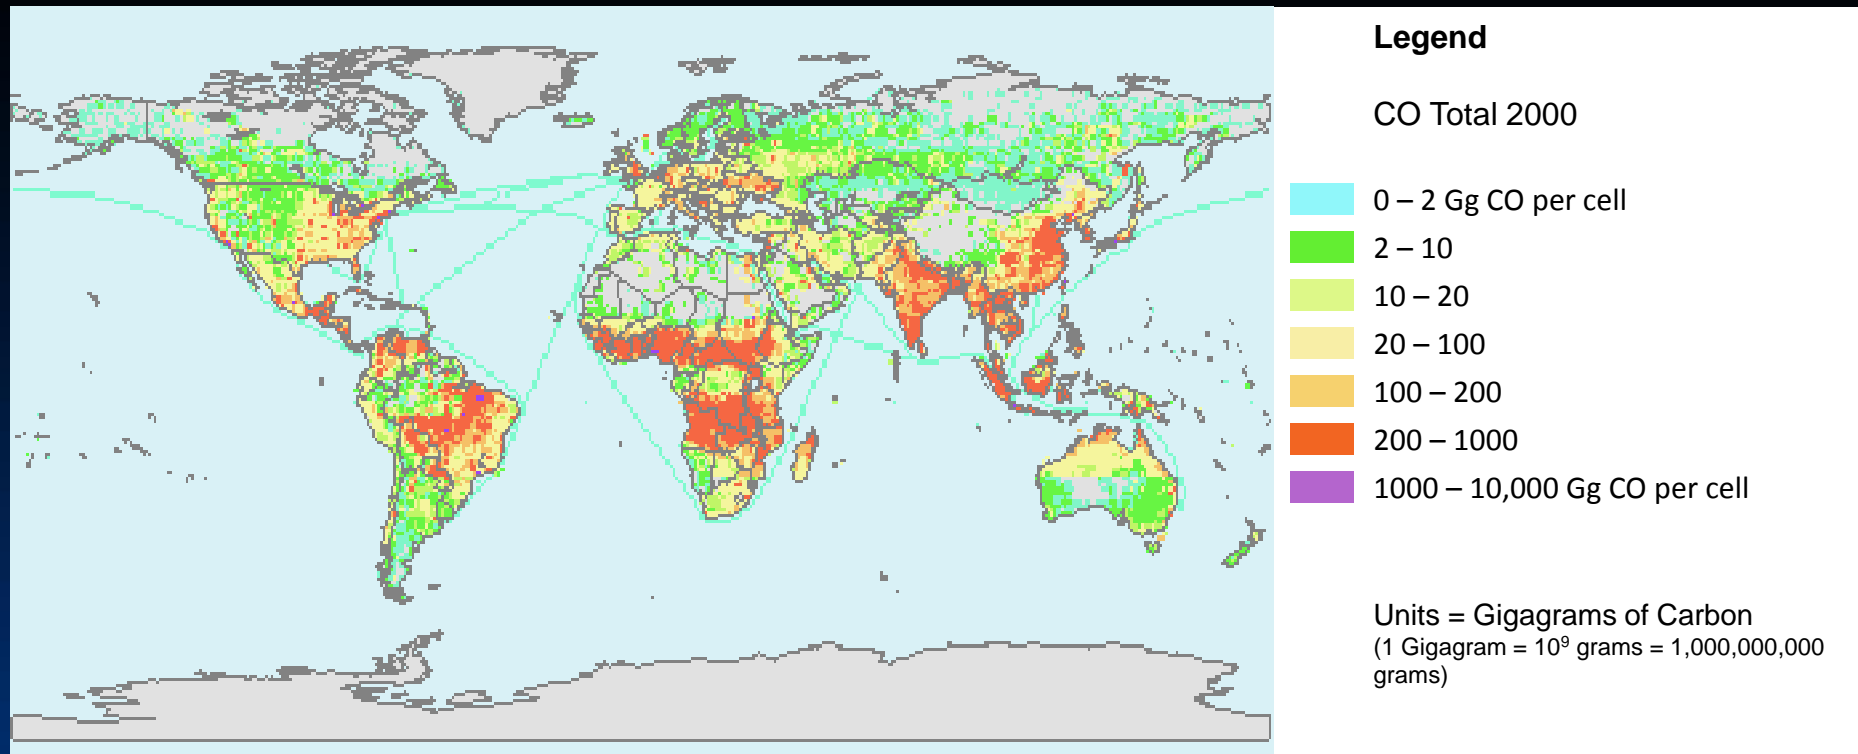 Legend
CO Total 2000
0 – 2 Gg CO per cell
2 – 10
10 – 20
20 – 100
100 – 200
200 – 1000
1000 – 10,000 Gg CO per cell
Units = Gigagrams of Carbon
(1 Gigagram = 10⁹ grams = 1,000,000,000
grams)